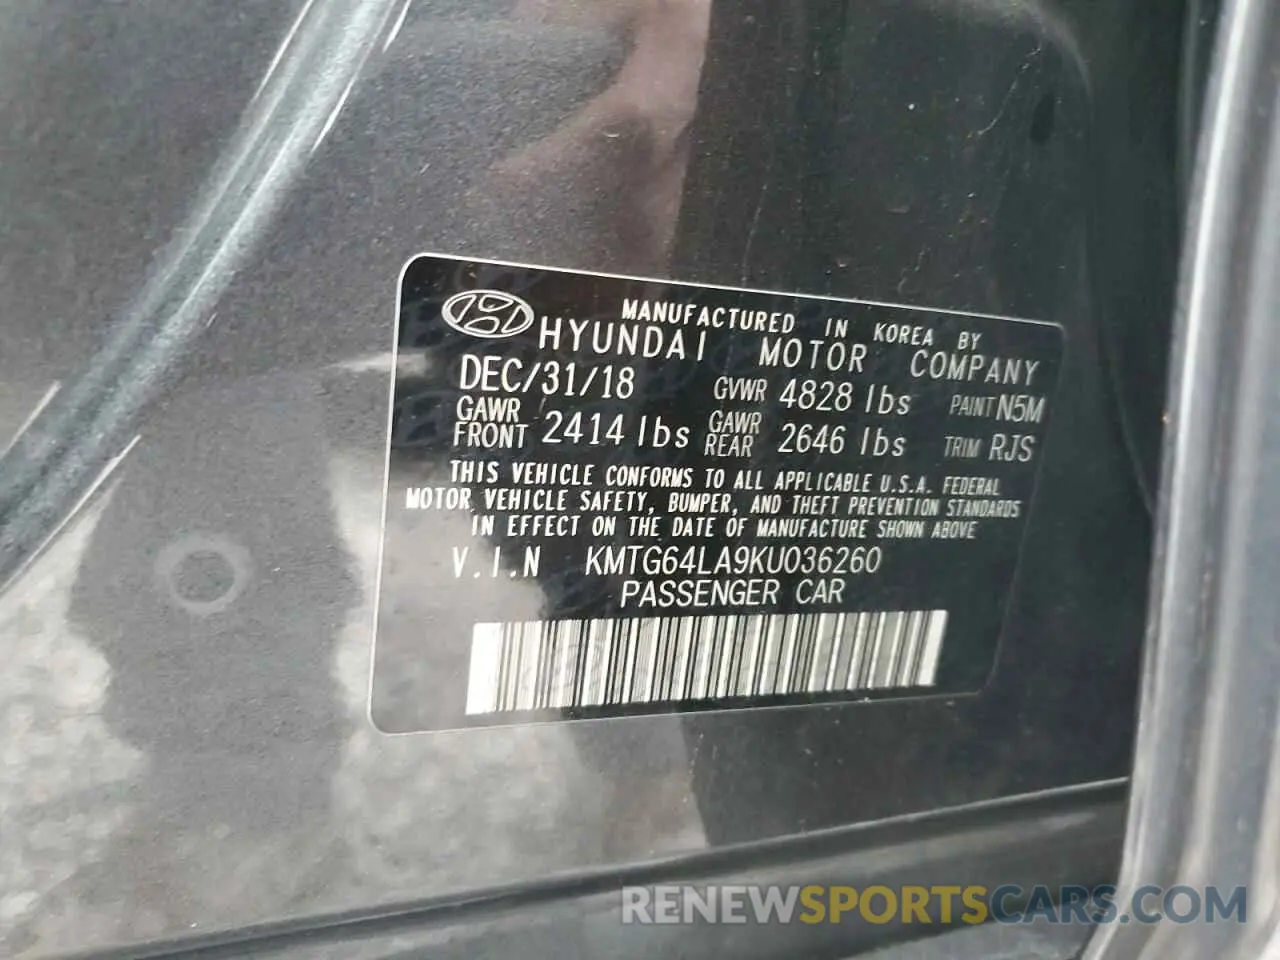 MANUFACTURED IN KOREA BY
HYUNDAI MOTOR COMPANY
DEC/31/18 GVWR 4828 lbs PAINT N5M
GAWR FRONT 2414 lbs GAWR REAR 2646 lbs TRIM RJS
THIS VEHICLE CONFORMS TO ALL APPLICABLE U.S.A. FEDERAL
MOTOR VEHICLE SAFETY, BUMPER, AND THEFT PREVENTION STANDARDS
IN EFFECT ON THE DATE OF MANUFACTURE SHOWN ABOVE
V.I.N KMTG64LA9KU036260
PASSENGER CAR
RENEWSPORTSCARS.COM